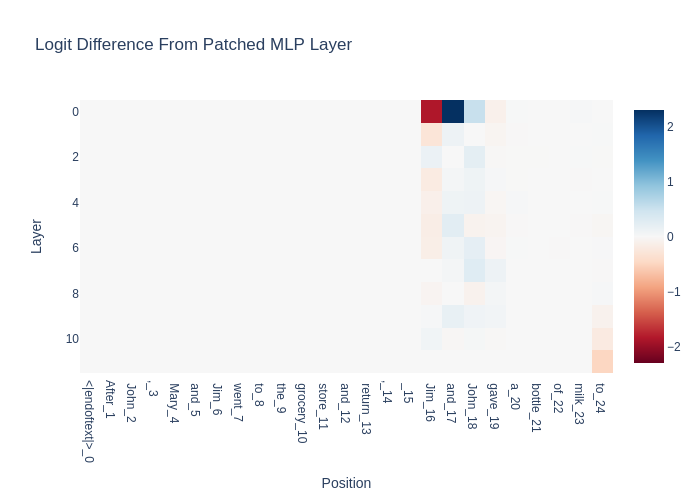 Logit Difference From Patched MLP Layer
0
2
4
6
8
10
Layer
<|endoftext|>_0
After_1
John_2
,_3
Mary_4
and_5
Jim_6
went_7
to_8
the_9
grocery_10
store_11
and_12
return_13
,_14
_15
Jim_16
and_17
John_18
gave_19
a_20
bottle_21
of_22
milk_23
to_24
Position
2
1
0
−1
−2